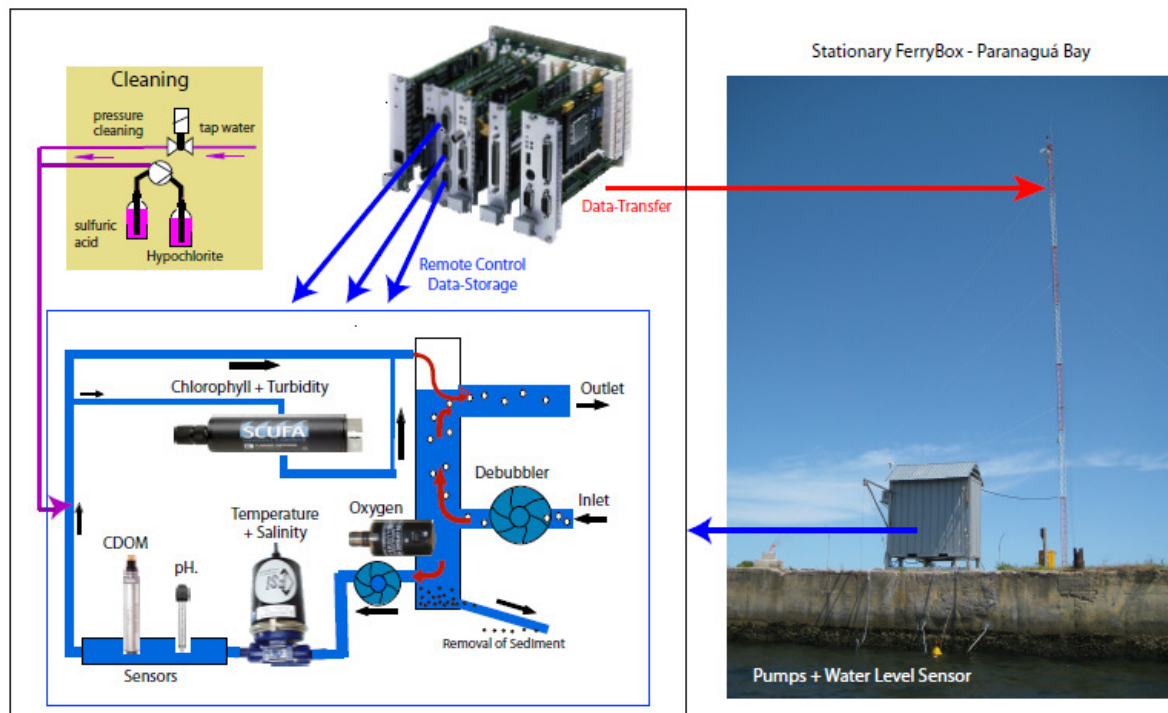 Stationary FerryBox - Paranaguá Bay
Cleaning
pressure
cleaning
tap water
sulfuric
acid
Hypochlorite
Data-Transfer
Remote Control
Data-Storage
Chlorophyll + Turbidity
SCUFA
Outlet
Debubbler
Inlet
Temperature
+ Salinity
Oxygen
CDOM
pH.
FSI
Removal of Sediment
Sensors
Pumps + Water Level Sensor